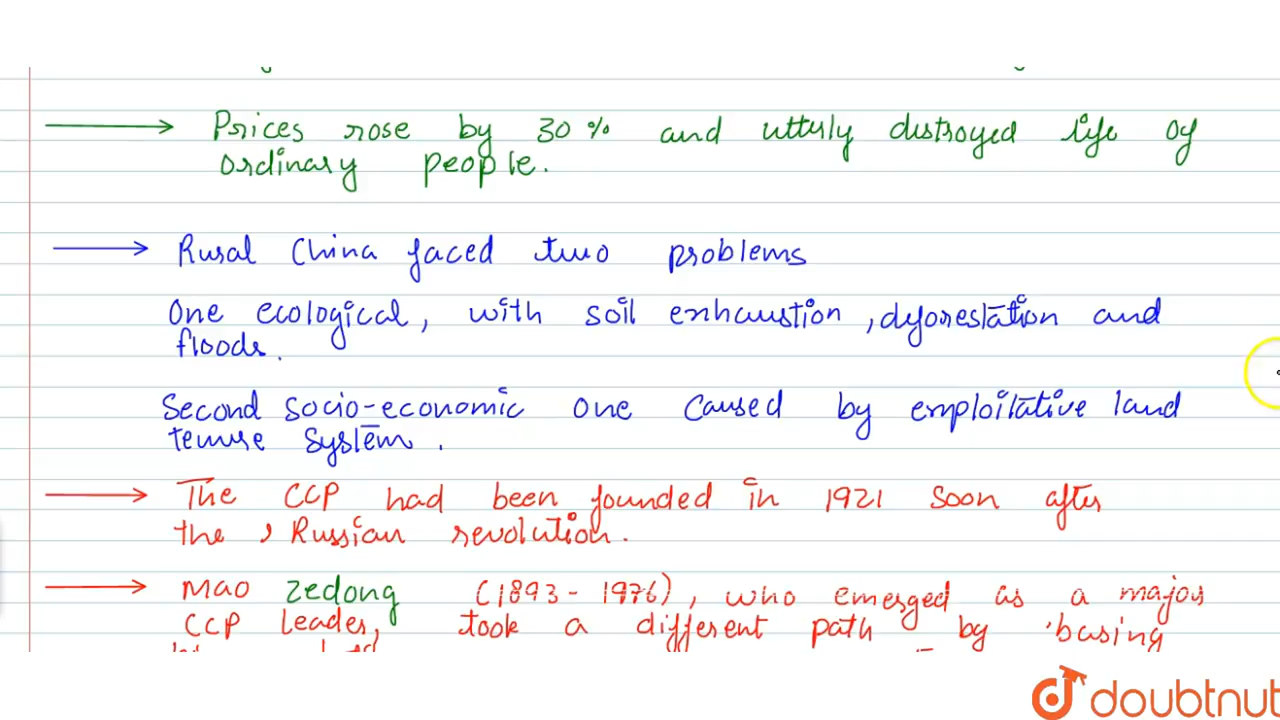 Prices rose by 30% and utterly destroyed life of
ordinary people.
Rural China faced two problems
One ecological, with soil exhaustion, deforestation and
floods.
Second socio-economic one caused by exploitative land
tenure system.
The CCP had been founded in 1921 soon after
the, Russian revolution.
Mao Zedong (1893-1976), who emerged as a major
CCP leader, took a different path by basing
doubtnut